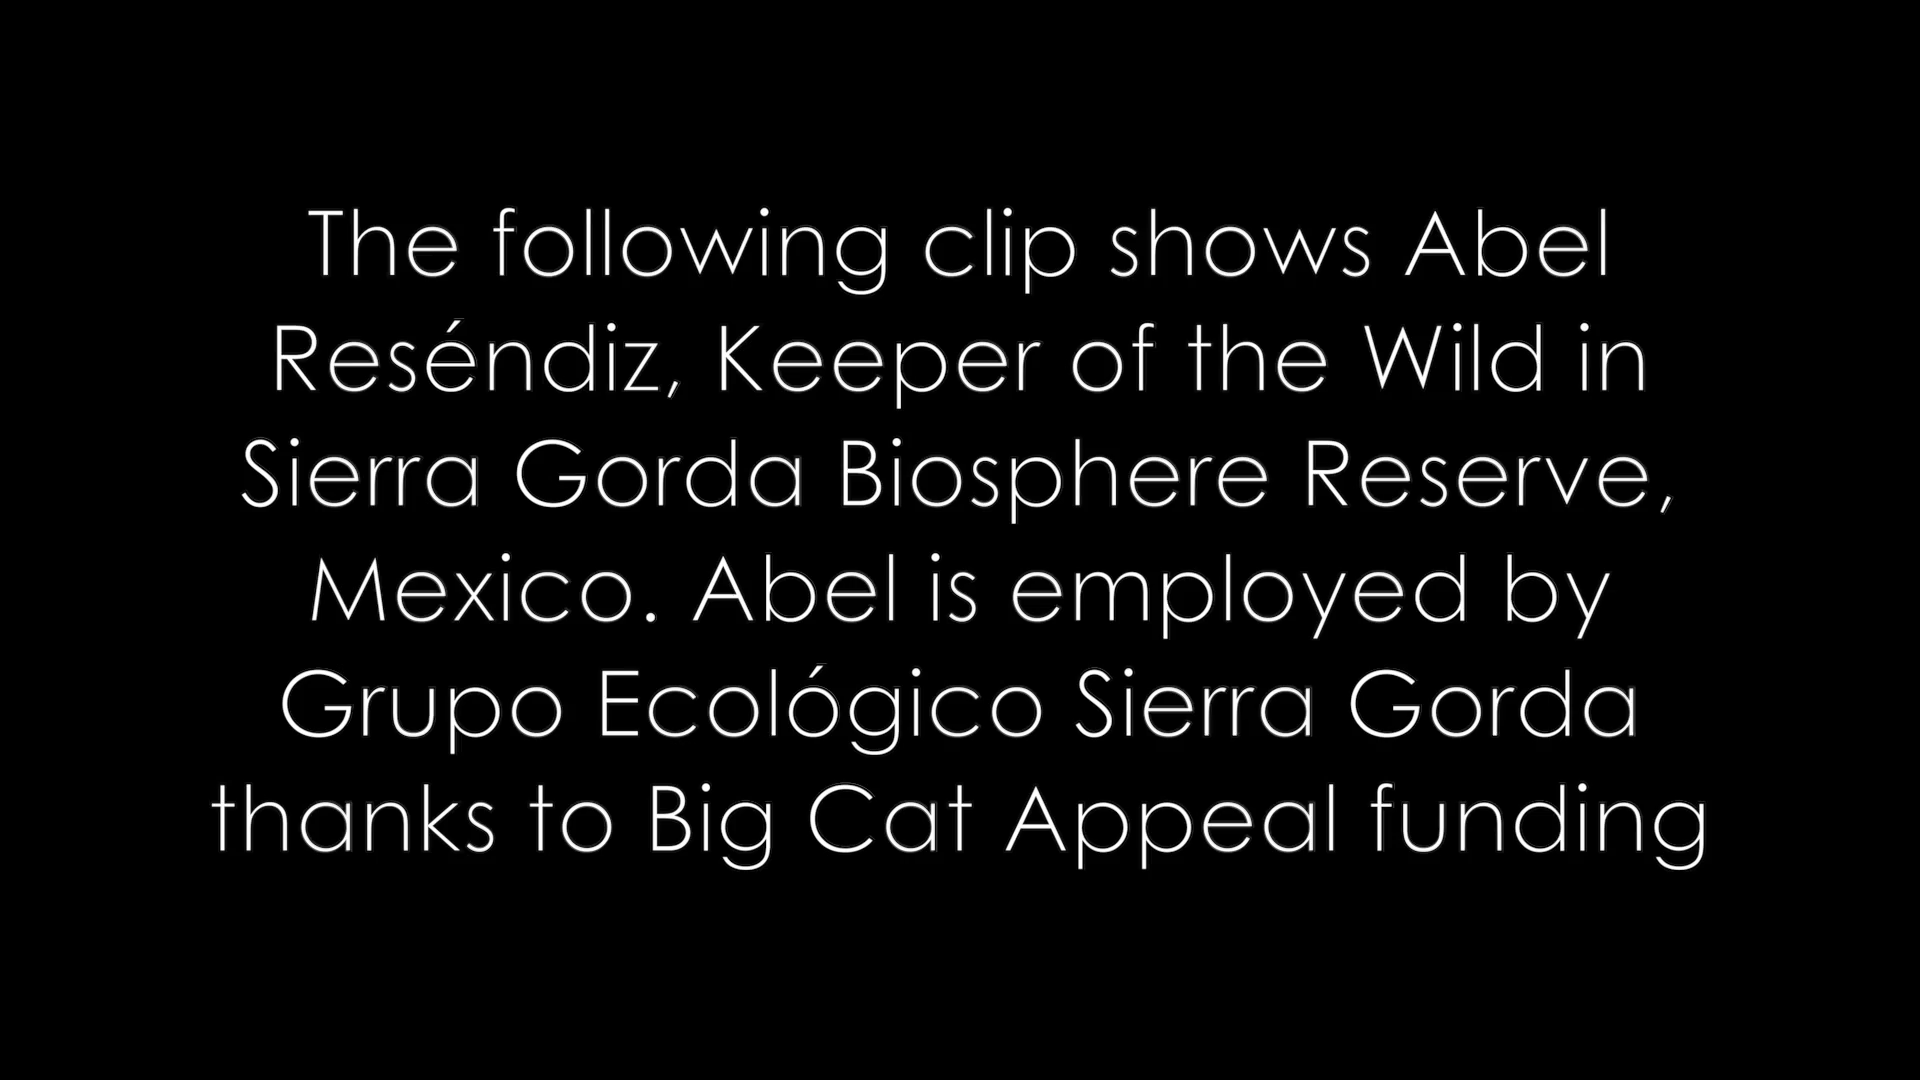 The following clip shows Abel
Reséndiz, Keeper of the Wild in
Sierra Gorda Biosphere Reserve,
Mexico. Abel is employed by
Grupo Ecológico Sierra Gorda
thanks to Big Cat Appeal funding